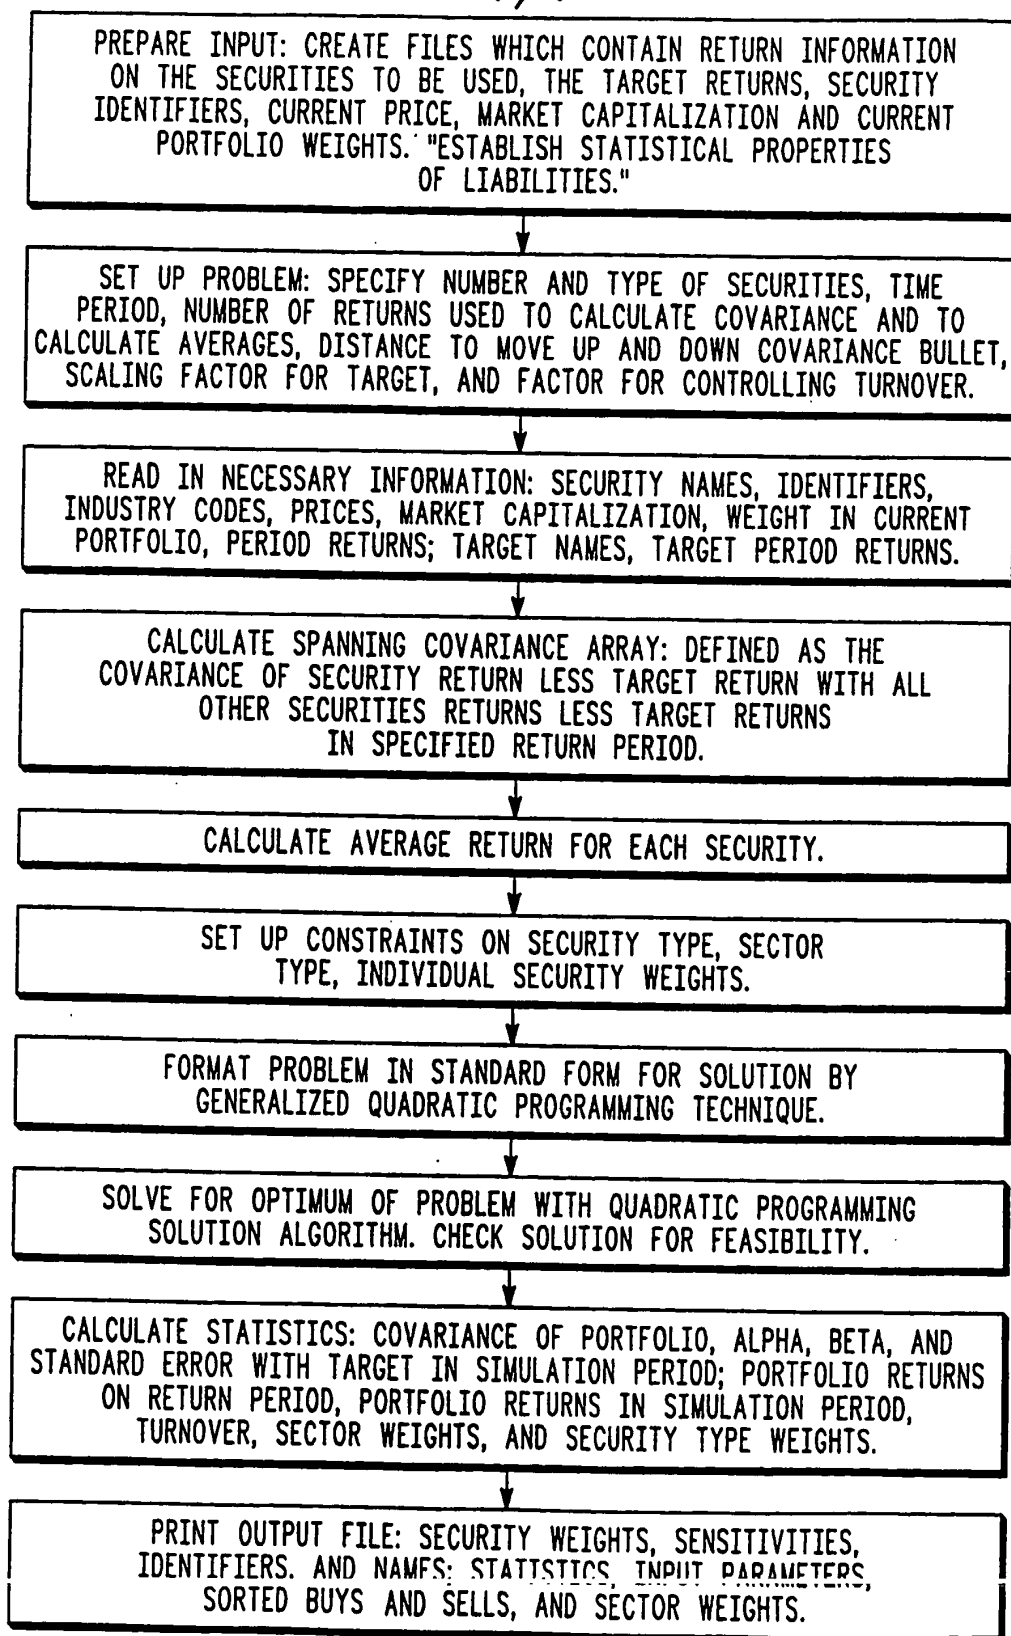 PREPARE INPUT: CREATE FILES WHICH CONTAIN RETURN INFORMATION
ON THE SECURITIES TO BE USED, THE TARGET RETURNS, SECURITY
IDENTIFIERS, CURRENT PRICE, MARKET CAPITALIZATION AND CURRENT
PORTFOLIO WEIGHTS. "ESTABLISH STATISTICAL PROPERTIES
OF LIABILITIES."
SET UP PROBLEM: SPECIFY NUMBER AND TYPE OF SECURITIES, TIME
PERIOD, NUMBER OF RETURNS USED TO CALCULATE COVARIANCE AND TO
CALCULATE AVERAGES, DISTANCE TO MOVE UP AND DOWN COVARIANCE BULLET,
SCALING FACTOR FOR TARGET, AND FACTOR FOR CONTROLLING TURNOVER.
READ IN NECESSARY INFORMATION: SECURITY NAMES, IDENTIFIERS,
INDUSTRY CODES, PRICES, MARKET CAPITALIZATION, WEIGHT IN CURRENT
PORTFOLIO, PERIOD RETURNS; TARGET NAMES, TARGET PERIOD RETURNS.
CALCULATE SPANNING COVARIANCE ARRAY: DEFINED AS THE
COVARIANCE OF SECURITY RETURN LESS TARGET RETURN WITH ALL
OTHER SECURITIES RETURNS LESS TARGET RETURNS
IN SPECIFIED RETURN PERIOD.
CALCULATE AVERAGE RETURN FOR EACH SECURITY.
SET UP CONSTRAINTS ON SECURITY TYPE, SECTOR
TYPE, INDIVIDUAL SECURITY WEIGHTS.
FORMAT PROBLEM IN STANDARD FORM FOR SOLUTION BY
GENERALIZED QUADRATIC PROGRAMMING TECHNIQUE.
SOLVE FOR OPTIMUM OF PROBLEM WITH QUADRATIC PROGRAMMING
SOLUTION ALGORITHM. CHECK SOLUTION FOR FEASIBILITY.
CALCULATE STATISTICS: COVARIANCE OF PORTFOLIO, ALPHA, BETA, AND
STANDARD ERROR WITH TARGET IN SIMULATION PERIOD; PORTFOLIO RETURNS
ON RETURN PERIOD, PORTFOLIO RETURNS IN SIMULATION PERIOD,
TURNOVER, SECTOR WEIGHTS, AND SECURITY TYPE WEIGHTS.
PRINT OUTPUT FILE: SECURITY WEIGHTS, SENSITIVITIES,
IDENTIFIERS. AND NAMES; STATISTICS, INPUT PARAMETERS,
SORTED BUYS AND SELLS, AND SECTOR WEIGHTS.